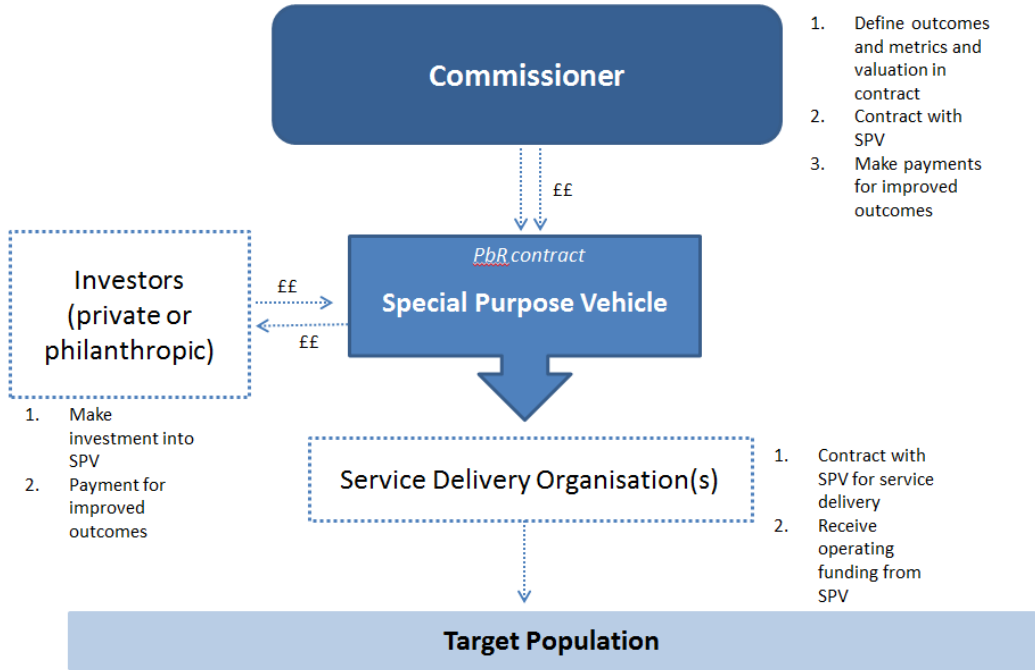 Commissioner
1. Define outcomes
and metrics and
valuation in
contract
2. Contract with
SPV
3. Make payments
for improved
outcomes
££
PbR contract
Special Purpose Vehicle
Investors
(private or
philanthropic)
££
££
1. Make
investment into
SPV
2. Payment for
improved
outcomes
Service Delivery Organisation(s)
1. Contract with
SPV for service
delivery
2. Receive
operating
funding from
SPV
Target Population